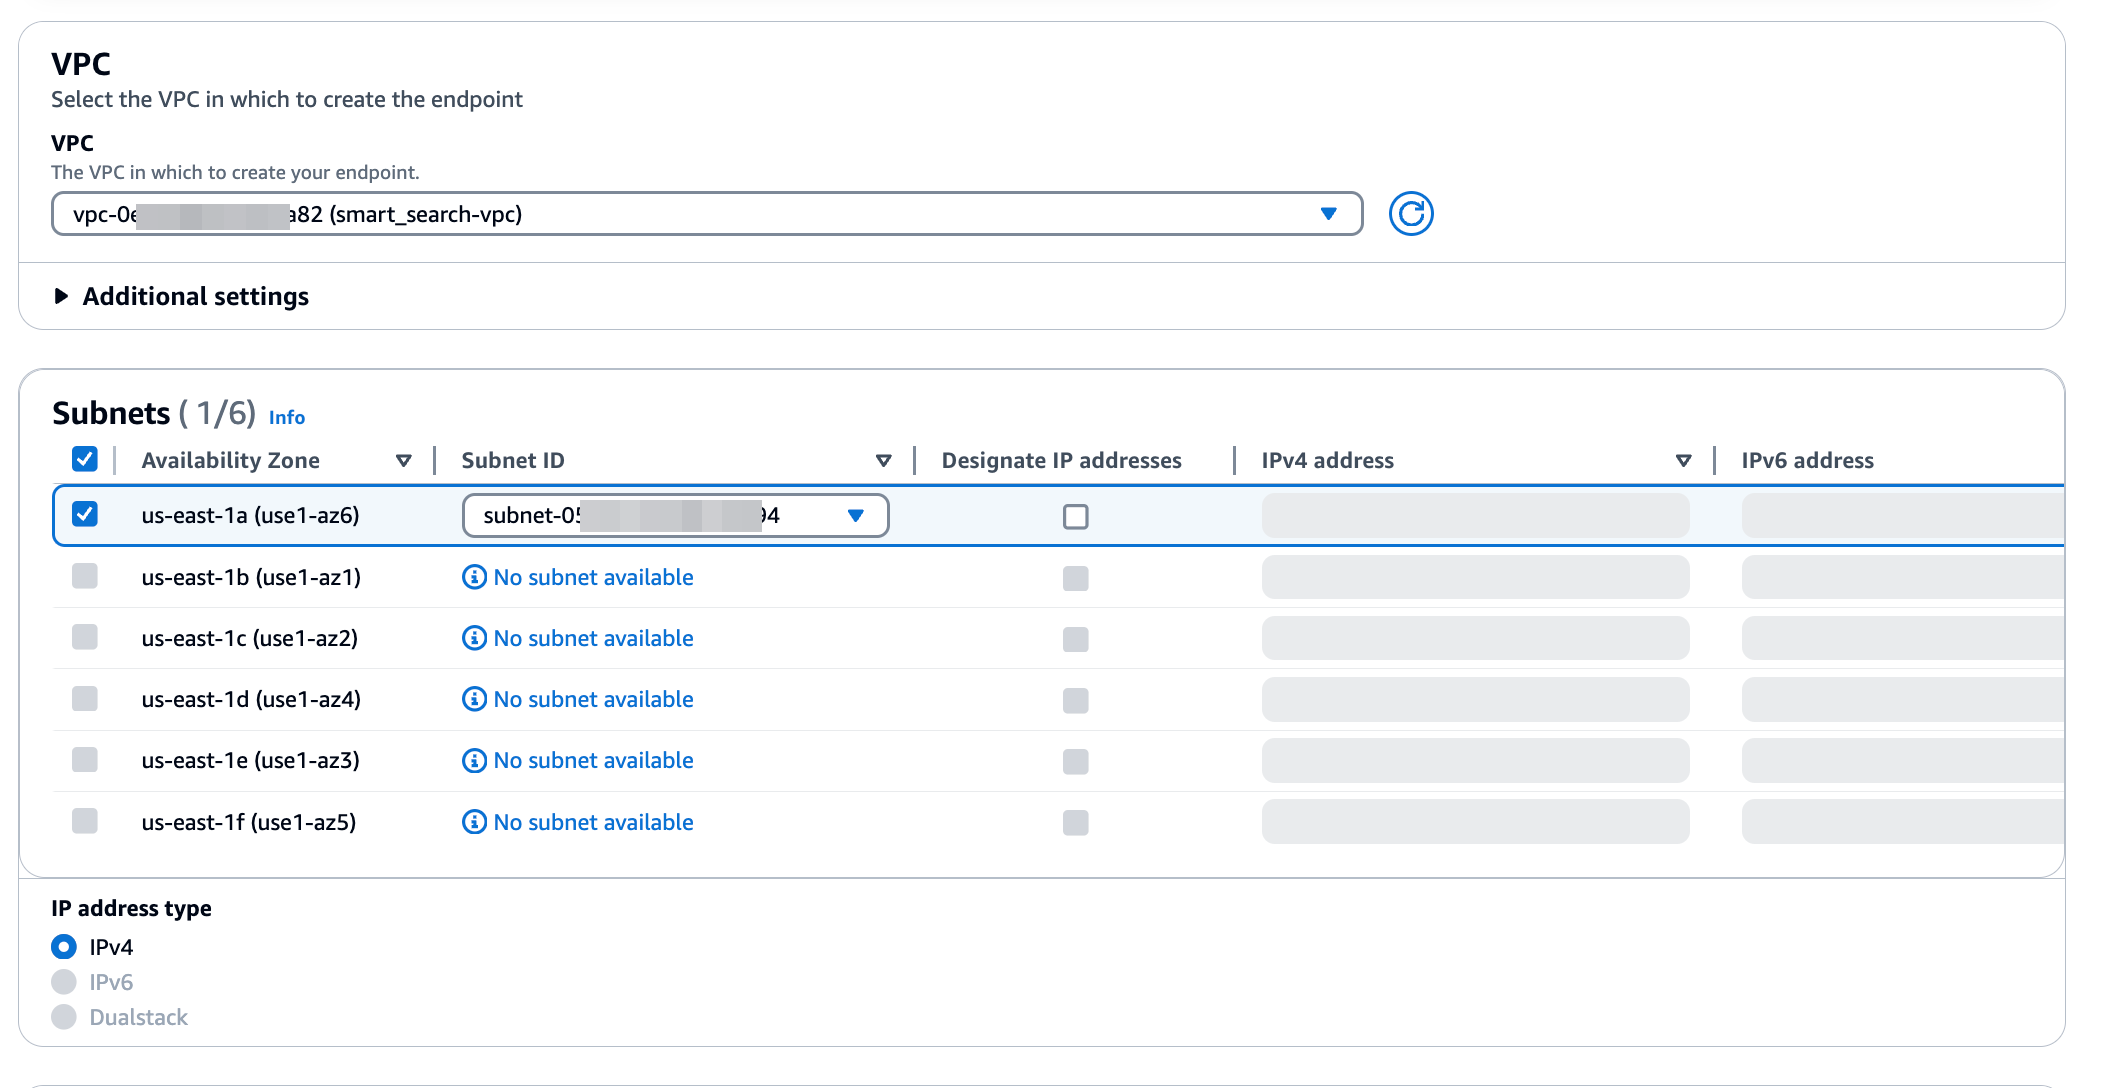 VPC
Select the VPC in which to create the endpoint
VPC
The VPC in which to create your endpoint.
vpc-0e a82 (smart_search-vpc)
Additional settings
Subnets ( 1/6) Info
Availability Zone Subnet ID Designate IP addresses IPv4 address IPv6 address
us-east-1a (use1-az6) subnet-05 94
us-east-1b (use1-az1) No subnet available
us-east-1c (use1-az2) No subnet available
us-east-1d (use1-az4) No subnet available
us-east-1e (use1-az3) No subnet available
us-east-1f (use1-az5) No subnet available
IP address type
IPv4
IPv6
Dualstack